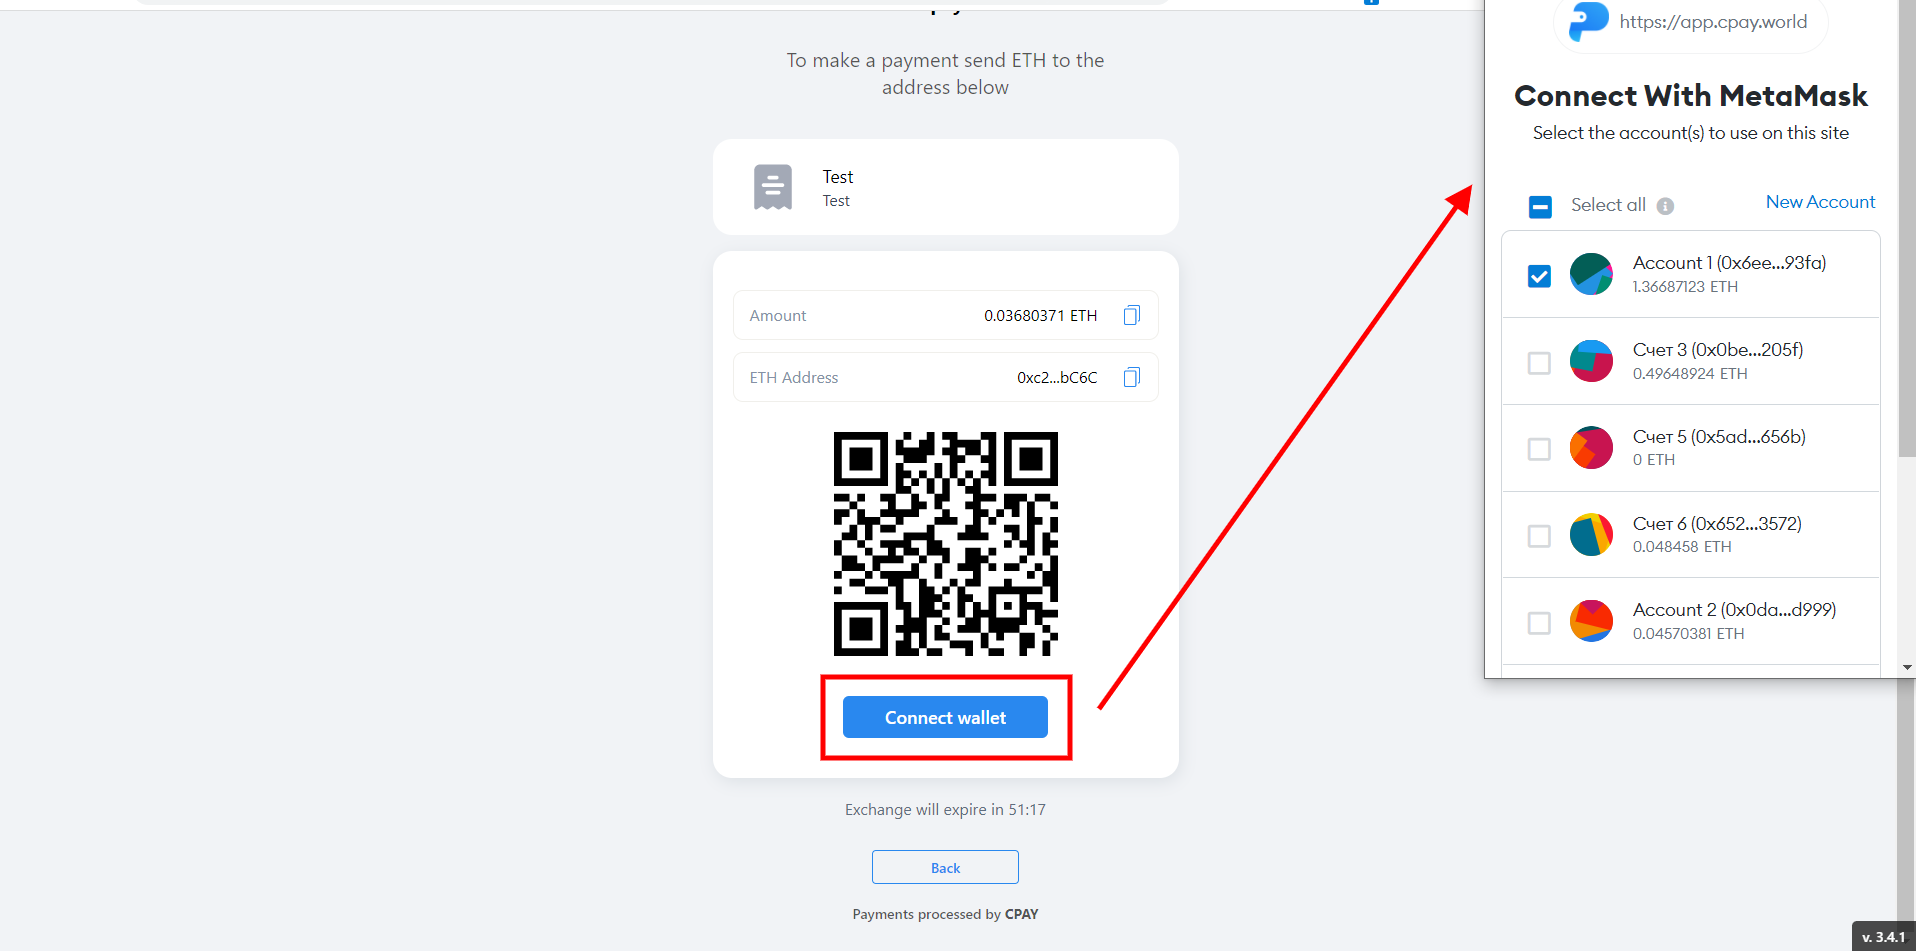 To make a payment send ETH to the
address below
Test
Test
Amount 0.03680371 ETH
ETH Address 0xc2...bC6C
Connect wallet
Exchange will expire in 51:17
Back
Payments processed by CPAY
https://app.cpay.world
Connect With MetaMask
Select the account(s) to use on this site
Select all
New Account
Account 1 (0x6ee...93fa)
1.36687123 ETH
Счет 3 (0x0be...205f)
0.49648924 ETH
Счет 5 (0x5ad...656b)
0 ETH
Счет 6 (0x652...3572)
0.048458 ETH
Account 2 (0x0da...d999)
0.04570381 ETH
v. 3.4.1